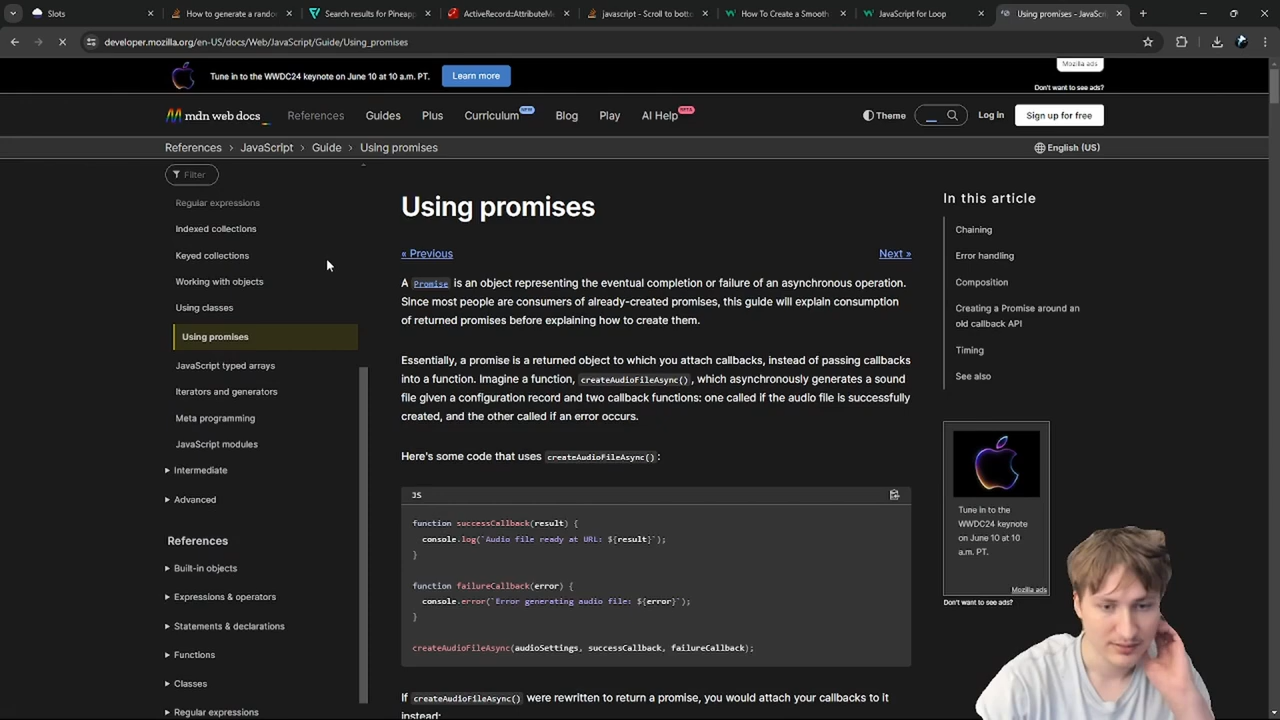 Slots
How to generate a rando
Search results for Pineap
ActiveRecord::AttributeM
javascript - Scroll to bott
How To Create a Smooth
JavaScript for Loop
Using promises - JavaScri
developer.mozilla.org/en-US/docs/Web/JavaScript/Guide/Using_promises
Tune in to the WWDC24 keynote on June 10 at 10 a.m. PT.
Learn more
Mozilla ads
Don't want to see ads?
mdn web docs
References
Guides
Plus
Curriculum NEW
Blog
Play
AI Help BETA
Theme
Log in
Sign up for free
References > JavaScript > Guide > Using promises
English (US)
Filter
Regular expressions
Indexed collections
Keyed collections
Working with objects
Using classes
Using promises
JavaScript typed arrays
Iterators and generators
Meta programming
JavaScript modules
Intermediate
Advanced
References
Built-in objects
Expressions & operators
Statements & declarations
Functions
Classes
Regular expressions
Using promises
« Previous
Next »
A Promise is an object representing the eventual completion or failure of an asynchronous operation.
Since most people are consumers of already-created promises, this guide will explain consumption
of returned promises before explaining how to create them.
Essentially, a promise is a returned object to which you attach callbacks, instead of passing callbacks
into a function. Imagine a function, createAudioFileAsync(), which asynchronously generates a sound
file given a configuration record and two callback functions: one called if the audio file is successfully
created, and the other called if an error occurs.
Here's some code that uses createAudioFileAsync():
JS
function successCallback(result) {
console.log(`Audio file ready at URL: ${result}`);
}
function failureCallback(error) {
console.error(`Error generating audio file: ${error}`);
}
createAudioFileAsync(audioSettings, successCallback, failureCallback);
If createAudioFileAsync() were rewritten to return a promise, you would attach your callbacks to it
instead:
In this article
Chaining
Error handling
Composition
Creating a Promise around an
old callback API
Timing
See also
Tune in to the
WWDC24 keynote
on June 10 at 10
a.m. PT.
Mozilla ads
Don't want to see ads?